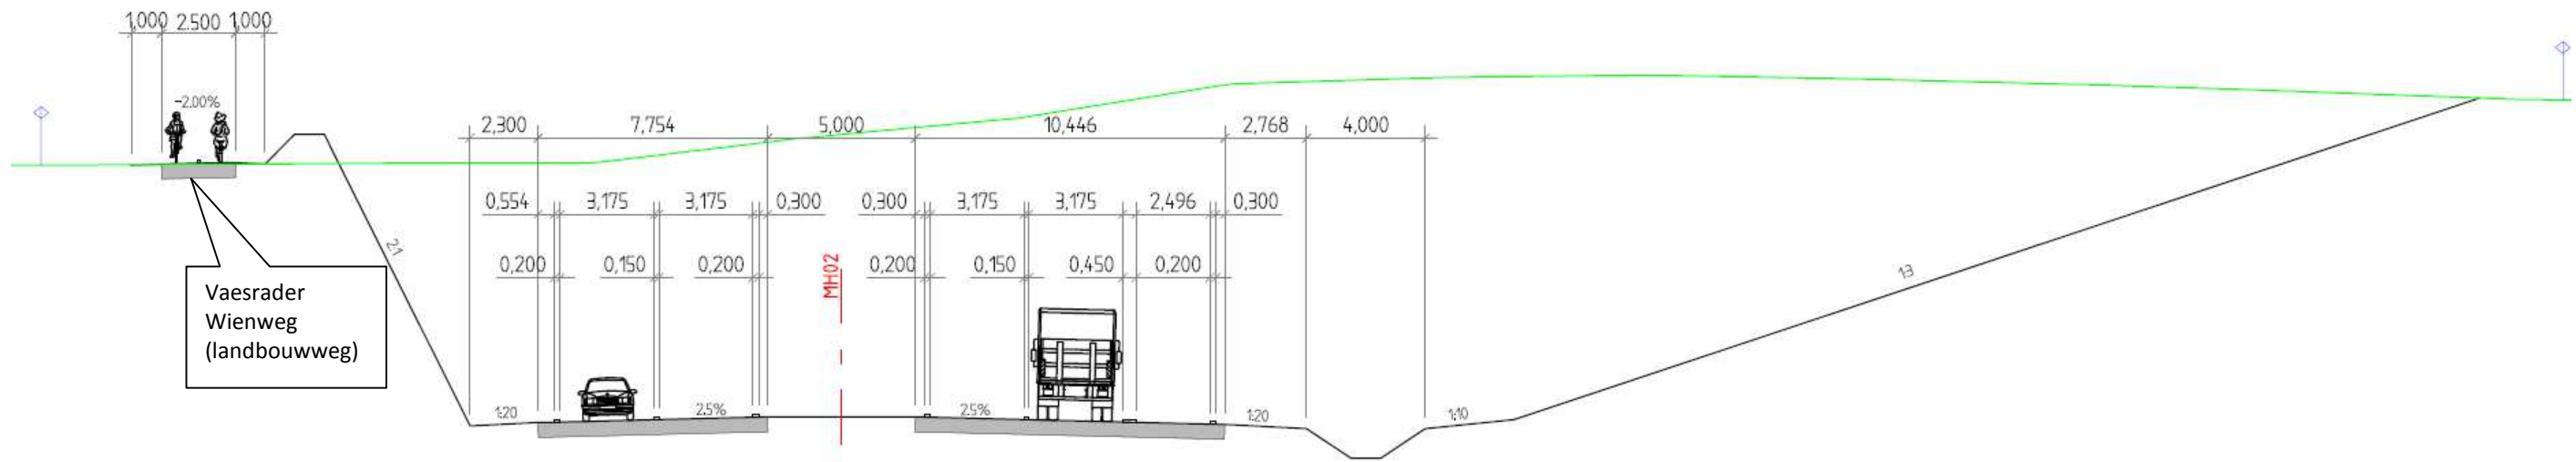 1,000 2.500 1,000
-2.00%
2,300 7,754 5,000 10,446 2,768 4,000
0,554 3,175 3,175 0,300 0,300 3,175 3,175 2,496 0,300
2:1
0,200 0,150 0,200 MH02 0,200 0,150 0,450 0,200
1:3
Vaesrader
Wienweg
(landbouwweg)
1:20 2.5% 2.5% 1:20 1:10